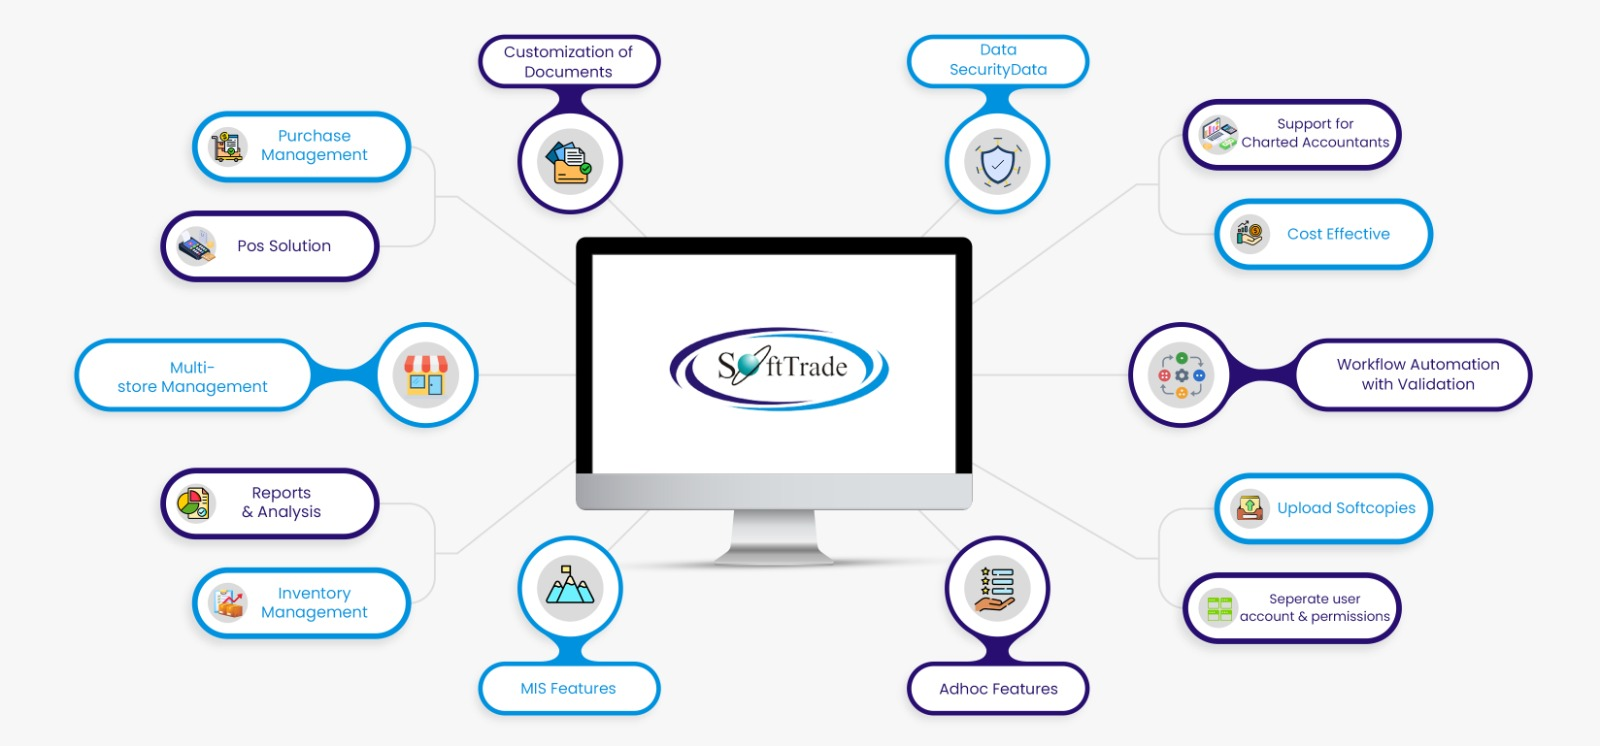 Customization of
Documents
Data
SecurityData
Purchase
Management
Support for
Charted Accountants
Pos Solution
Cost Effective
Multi-
store Management
SoftTrade
Workflow Automation
with Validation
Reports
& Analysis
Upload Softcopies
Inventory
Management
Seperate user
account & permissions
MIS Features
Adhoc Features